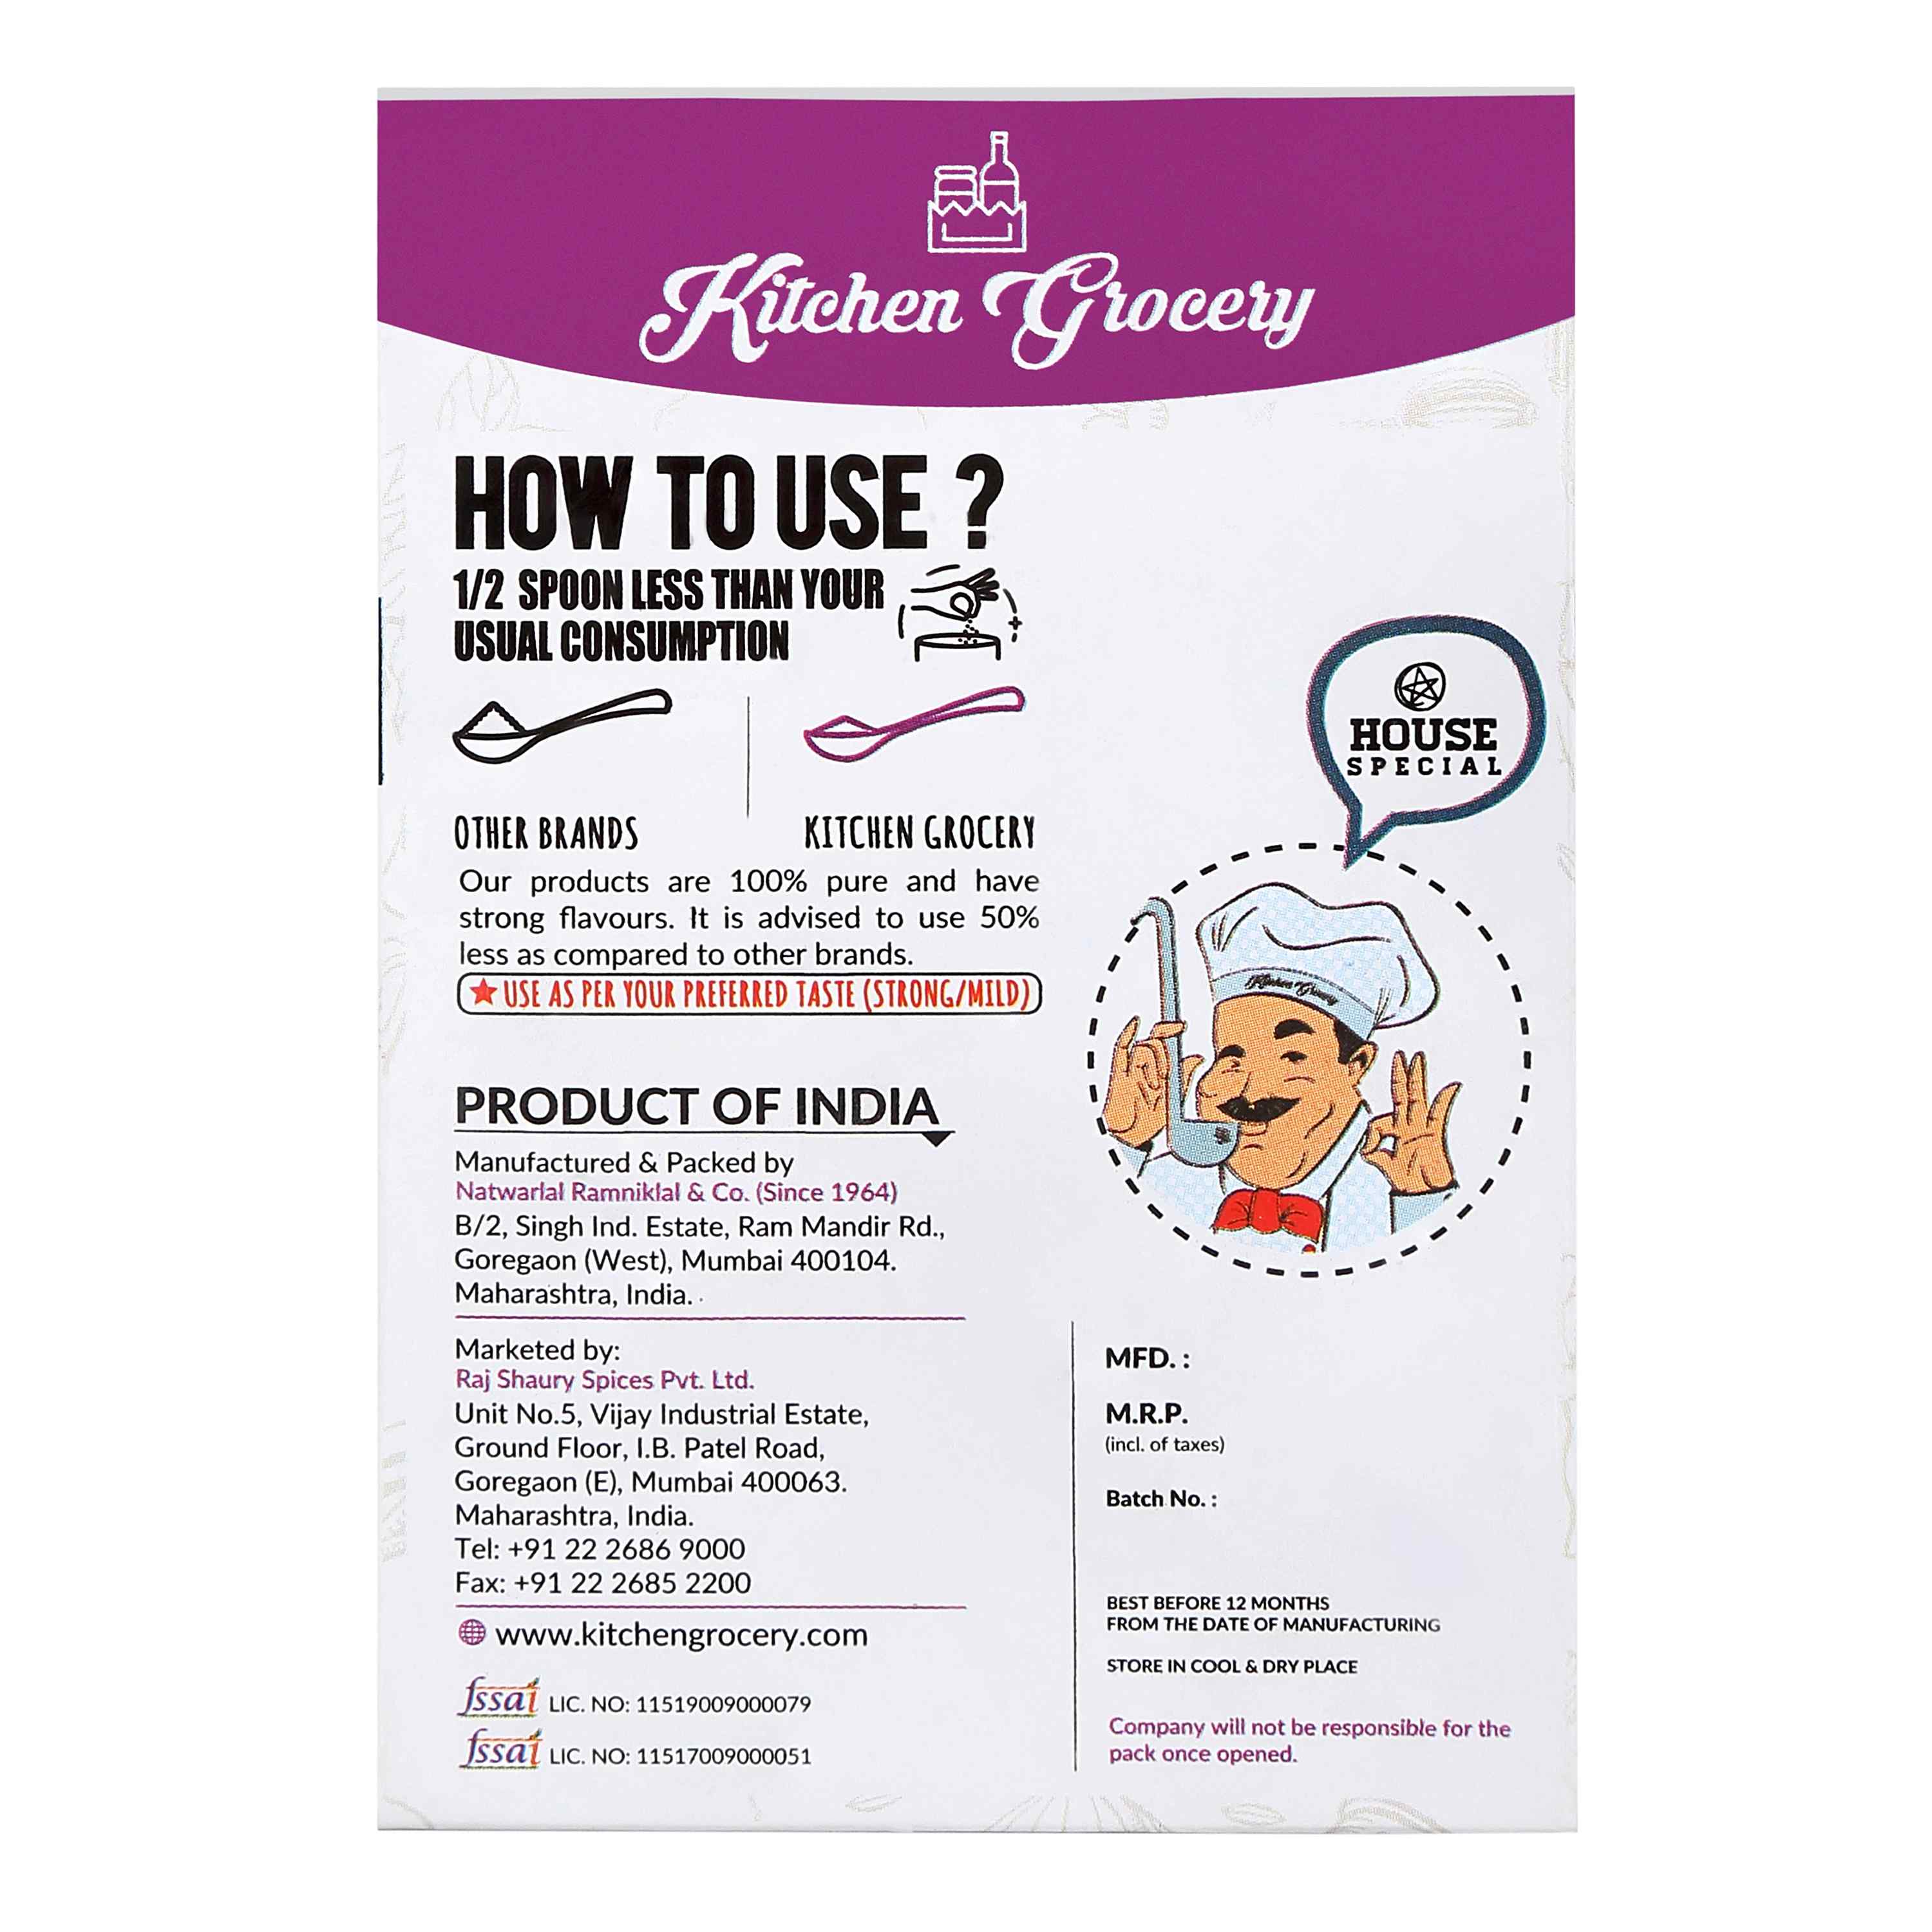 Kitchen Grocery
HOW TO USE ?
1/2 SPOON LESS THAN YOUR
USUAL CONSUMPTION
OTHER BRANDS
KITCHEN GROCERY
Our products are 100% pure and have
strong flavours. It is advised to use 50%
less as compared to other brands.
USE AS PER YOUR PREFERRED TASTE (STRONG/MILD)
HOUSE
SPECIAL
Kitchen Grocery
PRODUCT OF INDIA
Manufactured & Packed by
Natwarlal Ramniklal & Co. (Since 1964)
B/2, Singh Ind. Estate, Ram Mandir Rd.,
Goregaon (West), Mumbai 400104.
Maharashtra, India.
Marketed by:
Raj Shaury Spices Pvt. Ltd.
Unit No.5, Vijay Industrial Estate,
Ground Floor, I.B. Patel Road,
Goregaon (E), Mumbai 400063.
Maharashtra, India.
Tel: +91 22 2686 9000
Fax: +91 22 2685 2200
www.kitchengrocery.com
fssai LIC. NO: 11519009000079
fssai LIC. NO: 11517009000051
MFD. :
M.R.P.
(incl. of taxes)
Batch No. :
BEST BEFORE 12 MONTHS
FROM THE DATE OF MANUFACTURING
STORE IN COOL & DRY PLACE
Company will not be responsible for the
pack once opened.